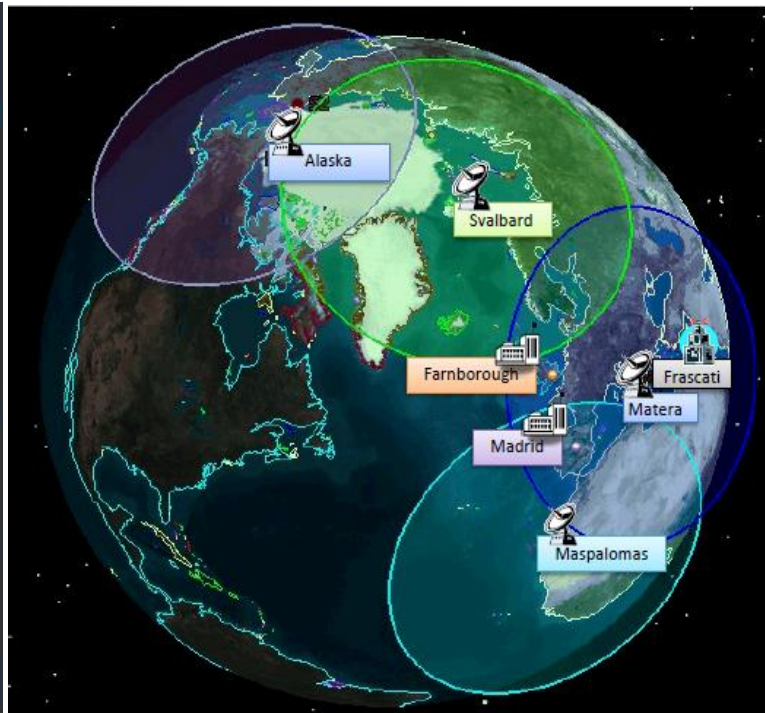 Alaska
Svalbard
Farnborough
Frascati
Matera
Madrid
Maspalomas